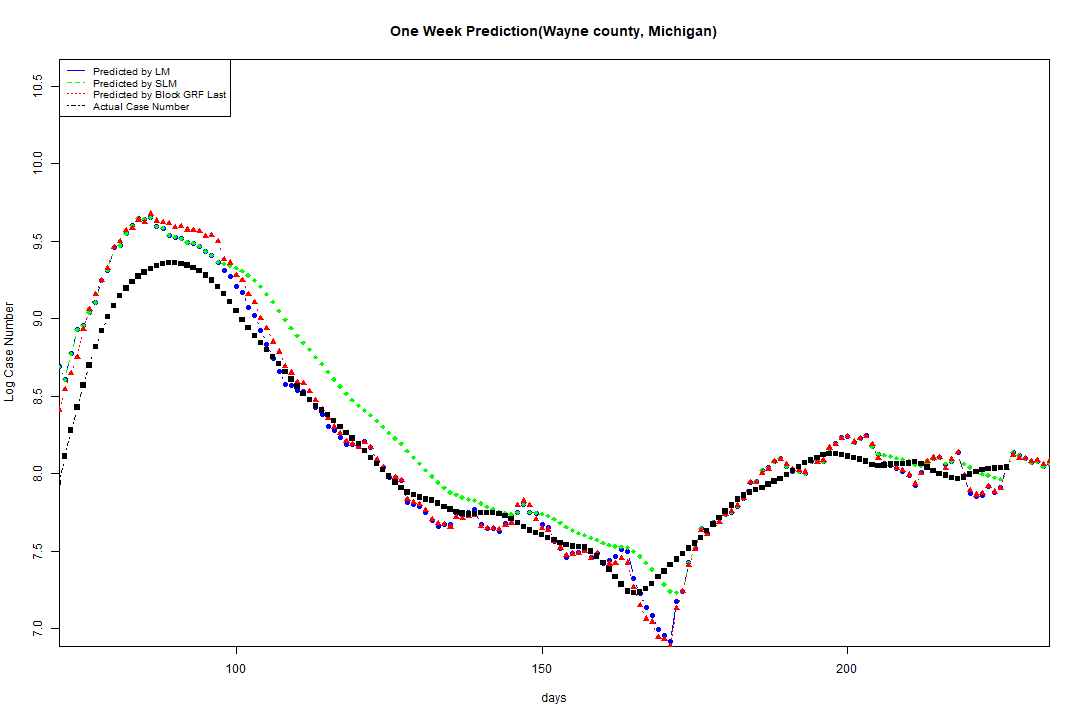 One Week Prediction(Wayne county, Michigan)
Predicted by LM
Predicted by SLM
Predicted by Block GRF Last
Actual Case Number
10.5
10.0
9.5
9.0
8.5
8.0
7.5
7.0
Log Case Number
100 150 200
days